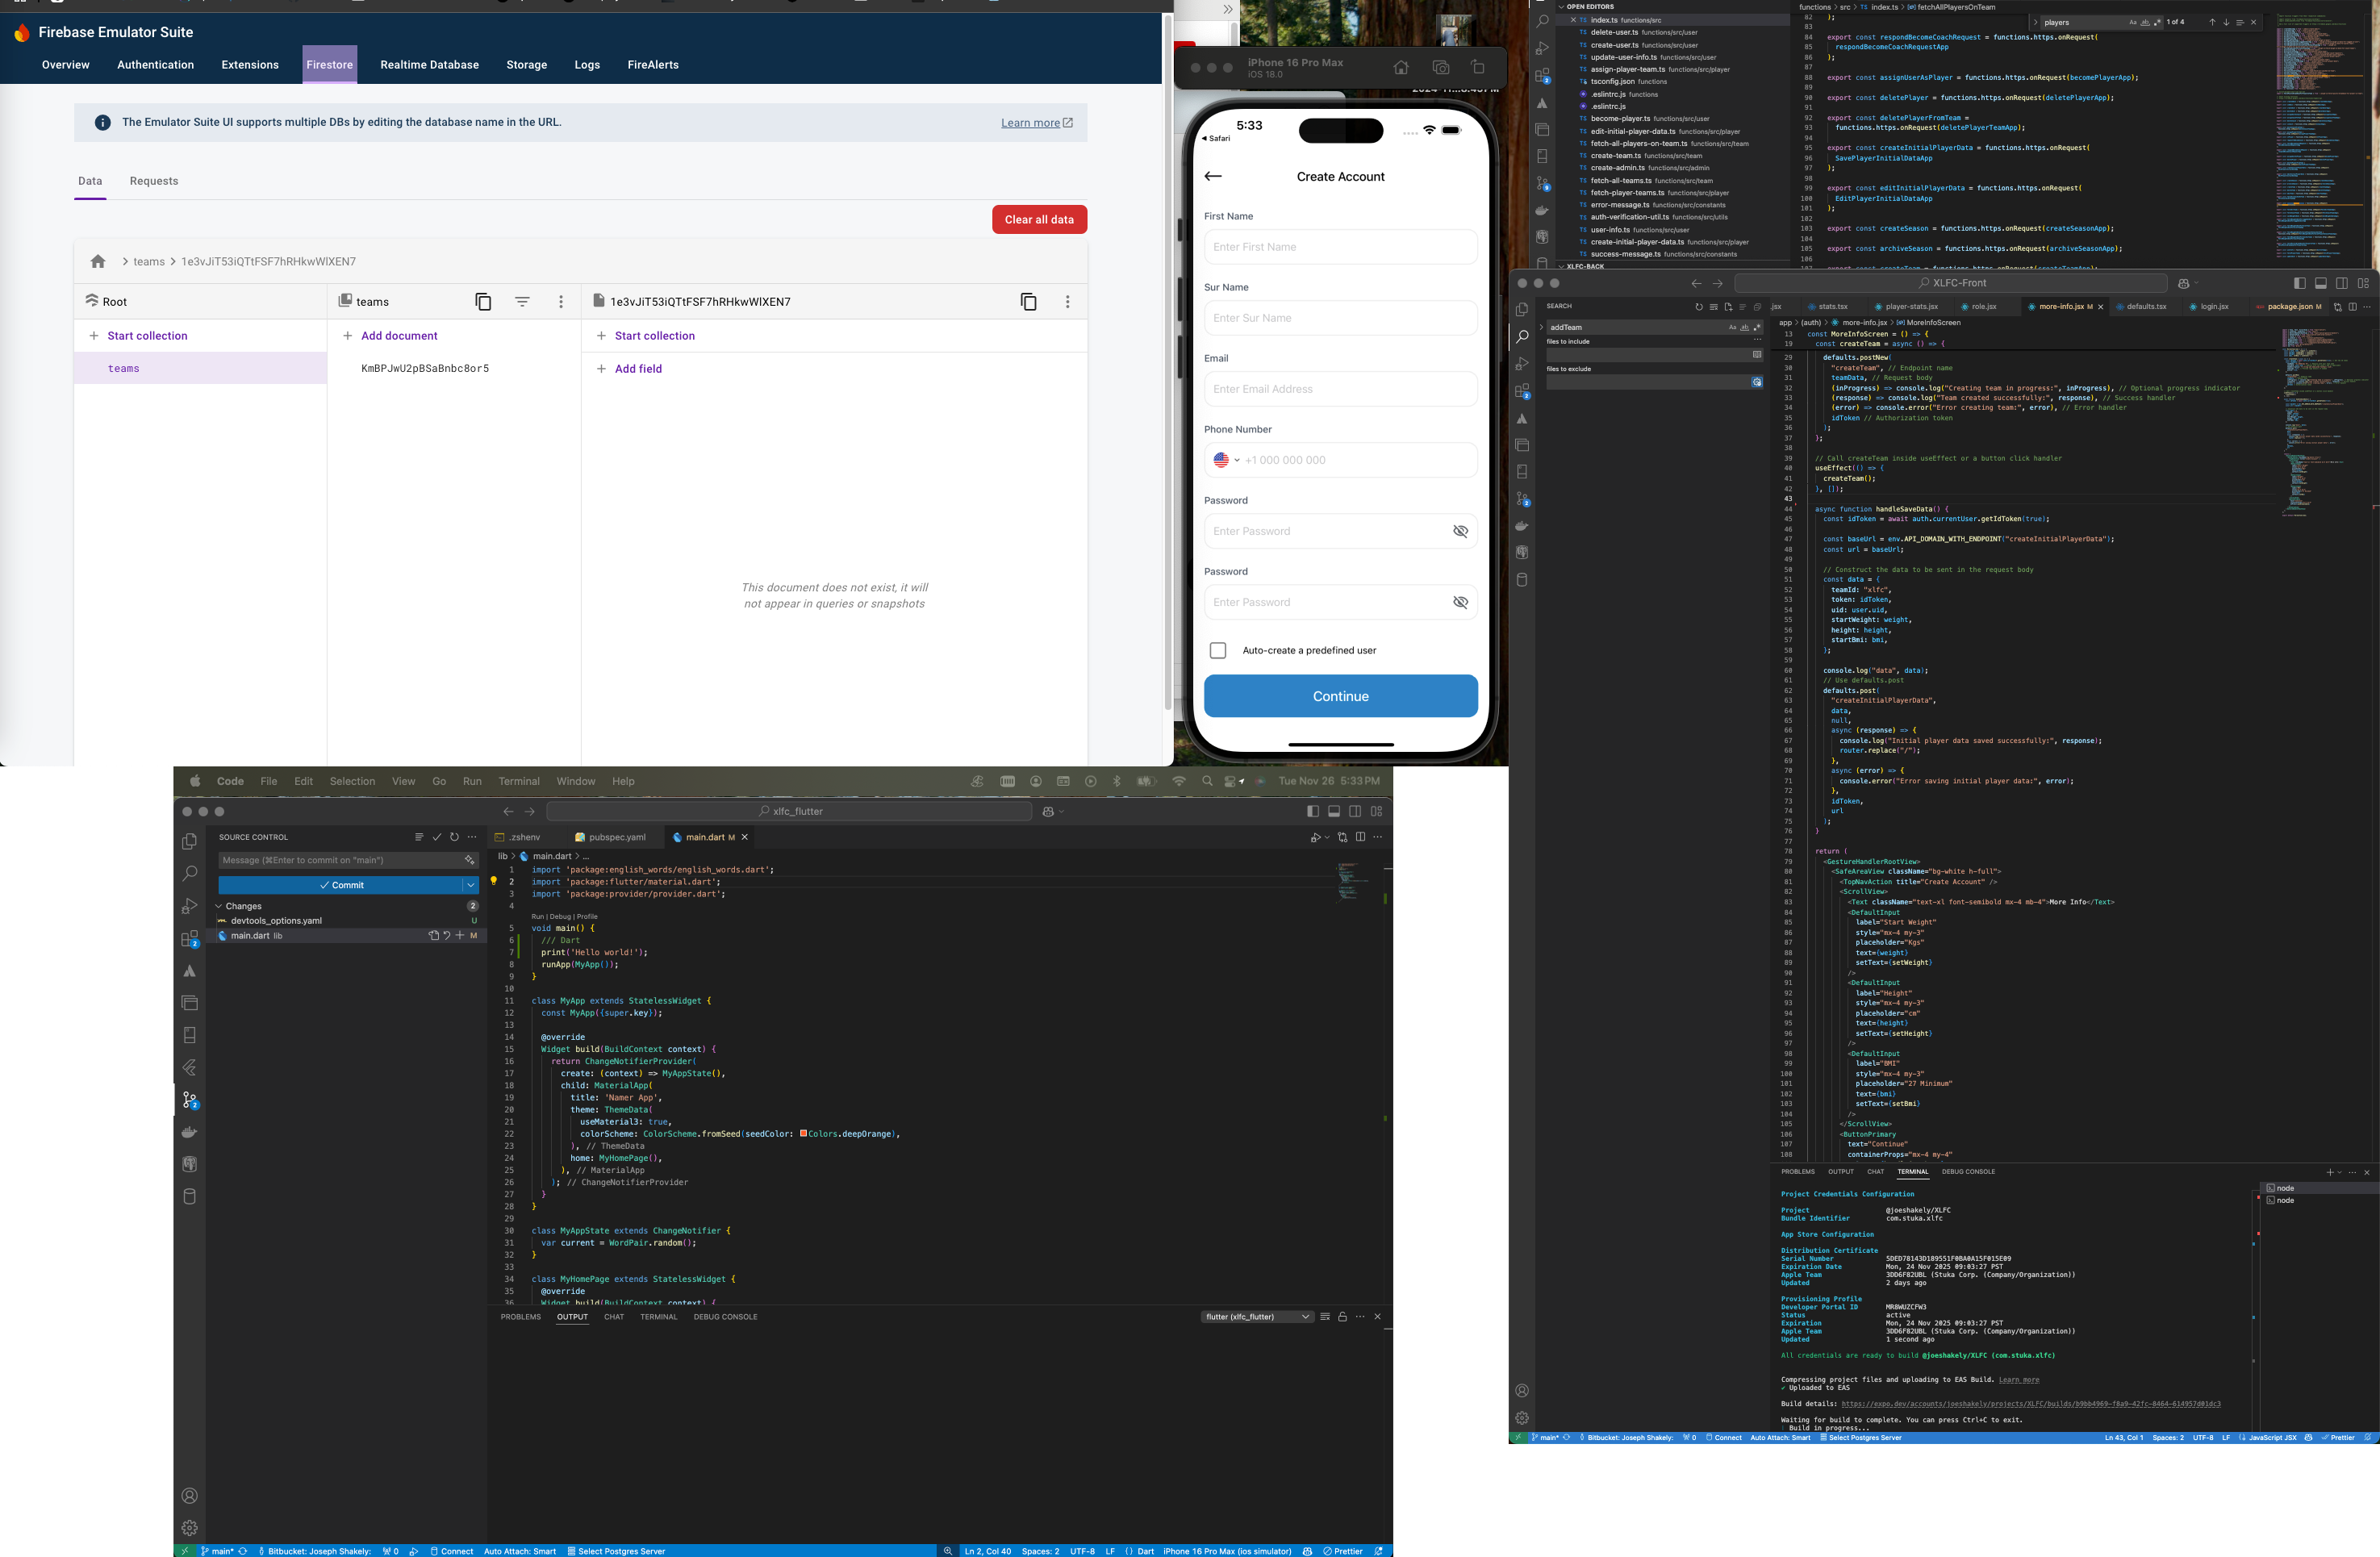 Firebase Emulator Suite
Overview Authentication Extensions Firestore Realtime Database Storage Logs FireAlerts
The Emulator Suite UI supports multiple DBs by editing the database name in the URL. Learn more
Data Requests
Clear all data
teams 1e3vJiT53iQTtFSF7hRHkwWlXEN7
Root
teams
1e3vJiT53iQTtFSF7hRHkwWlXEN7
Start collection
Add document
Start collection
teams
KmBPJwU2pBSaBnbc8or5
Add field
This document does not exist, it will
not appear in queries or snapshots
iPhone 16 Pro Max
iOS 18.0
5:33
Safari
Create Account
First Name
Enter First Name
Sur Name
Enter Sur Name
Email
Enter Email Address
Phone Number
+1 000 000 000
Password
Enter Password
Password
Enter Password
Auto-create a predefined user
Continue
OPEN EDITORS
index.ts functions/src
delete-user.ts functions/src/user
create-user.ts functions/src/user
update-user-info.ts functions/src/user
assign-player-team.ts functions/src/player
tsconfig.json functions
.eslintrc.js functions
.eslintrc.js
become-player.ts functions/src/user
edit-initial-player-data.ts functions/src/player
fetch-all-players-on-team.ts functions/src/team
create-team.ts functions/src/team
create-admin.ts functions/src/admin
fetch-all-teams.ts functions/src/team
fetch-player-teams.ts functions/src/player
error-message.ts functions/src/constants
auth-verification-util.ts functions/src/utils
user-info.ts functions/src/user
create-initial-player-data.ts functions/src/player
success-message.ts functions/src/constants
XLFC-BACK
functions > src > TS index.ts > fetchAllPlayersOnTeam
players
1 of 4
82 );
83
84 export const respondBecomeCoachRequest = functions.https.onRequest(
85 respondBecomeCoachRequestApp
86 );
87
88 export const assignUserAsPlayer = functions.https.onRequest(becomePlayerApp);
89
90 export const deletePlayer = functions.https.onRequest(deletePlayerApp);
91
92 export const deletePlayerFromTeam =
93 functions.https.onRequest(deletePlayerTeamApp);
94
95 export const createInitialPlayerData = functions.https.onRequest(
96 SavePlayerInitialDataApp
97 );
98
99 export const editInitialPlayerData = functions.https.onRequest(
100 EditPlayerInitialDataApp
101 );
102
103 export const createSeason = functions.https.onRequest(createSeasonApp);
104
105 export const archiveSeason = functions.https.onRequest(archiveSeasonApp);
106
XLFC-Front
SEARCH
addTeam
files to include
files to exclude
.jsx stats.tsx player-stats.jsx role.jsx more-info.jsx M defaults.tsx login.jsx package.json M
app > (auth) > more-info.jsx > MoreInfoScreen
13 const MoreInfoScreen = () => {
19 const createTeam = async () => {
29 defaults.postNew(
30 "createTeam", // Endpoint name
31 teamData, // Request body
32 (inProgress) => console.log("Creating team in progress:", inProgress), // Optional progress indicator
33 (response) => console.log("Team created successfully:", response), // Success handler
34 (error) => console.error("Error creating team:", error), // Error handler
35 idToken // Authorization token
36 );
37 };
38
39 // Call createTeam inside useEffect or a button click handler
40 useEffect(() => {
41 createTeam();
42 }, []);
43
44 async function handleSaveData() {
45 const idToken = await auth.currentUser.getIdToken(true);
46
47 const baseUrl = env.API_DOMAIN_WITH_ENDPOINT("createInitialPlayerData");
48 const url = baseUrl;
49
50 // Construct the data to be sent in the request body
51 const data = {
52 teamId: "xlfc",
53 token: idToken,
54 uid: user.uid,
55 startWeight: weight,
56 height: height,
57 startBmi: bmi,
58 };
59
60 console.log("data", data);
61 // Use defaults.post
62 defaults.post(
63 "createInitialPlayerData",
64 data,
65 null,
66 async (response) => {
67 console.log("Initial player data saved successfully:", response);
68 router.replace("/");
69 },
70 async (error) => {
71 console.error("Error saving initial player data:", error);
72 },
73 idToken,
74 url
75 );
76 }
77
78 return (
79 <GestureHandlerRootView>
80 <SafeAreaView className="bg-white h-full">
81 <TopNavAction title="Create Account" />
82 <ScrollView>
83 <Text className="text-xl font-semibold mx-4 mb-4">More Info</Text>
84 <DefaultInput
85 label="Start Weight"
86 style="mx-4 my-3"
87 placeholder="Kgs"
88 text={weight}
89 setText={setWeight}
90 />
91 <DefaultInput
92 label="Height"
93 style="mx-4 my-3"
94 placeholder="cm"
95 text={height}
96 setText={setHeight}
97 />
98 <DefaultInput
99 label="BMI"
100 style="mx-4 my-3"
101 placeholder="27 Minimum"
102 text={bmi}
103 setText={setBmi}
104 />
105 </ScrollView>
106 <ButtonPrimary
107 text="Continue"
108 containerProps="mx-4 my-4"
PROBLEMS OUTPUT CHAT TERMINAL DEBUG CONSOLE
node
node
Project Credentials Configuration
Project @joeshakely/XLFC
Bundle Identifier com.stuka.xlfc
App Store Configuration
Distribution Certificate
Serial Number 5DED78143D189551F0BA0A15F015E09
Expiration Date Mon, 24 Nov 2025 09:03:27 PST
Apple Team 3DD6F82UBL (Stuka Corp. (Company/Organization))
Updated 2 days ago
Provisioning Profile
Developer Portal ID MR8WUZCFW3
Status active
Expiration Mon, 24 Nov 2025 09:03:27 PST
Apple Team 3DD6F82UBL (Stuka Corp. (Company/Organization))
Updated 1 second ago
All credentials are ready to build @joeshakely/XLFC (com.stuka.xlfc)
Compressing project files and uploading to EAS Build. Learn more
✔ Uploaded to EAS
Build details: https://expo.dev/accounts/joeshakely/projects/XLFC/builds/b9bb4969-f8a9-42fc-8464-614957d01dc3
Waiting for build to complete. You can press Ctrl+C to exit.
Build in progress...
main* Bitbucket: Joseph Shakely: 0 Connect Auto Attach: Smart Select Postgres Server Ln 43, Col 1 Spaces: 2 UTF-8 LF JavaScript JSX Prettier
Code File Edit Selection View Go Run Terminal Window Help Tue Nov 26 5:33 PM
xlfc_flutter
SOURCE CONTROL
Message (⌘Enter to commit on "main")
Commit
Changes 2
devtools_options.yaml U
main.dart lib M
.zshenv pubspec.yaml main.dart M
lib > main.dart > ...
1 import 'package:english_words/english_words.dart';
2 import 'package:flutter/material.dart';
3 import 'package:provider/provider.dart';
4
Run | Debug | Profile
5 void main() {
6 /// Dart
7 print('Hello world!');
8 runApp(MyApp());
9 }
10
11 class MyApp extends StatelessWidget {
12 const MyApp({super.key});
13
14 @override
15 Widget build(BuildContext context) {
16 return ChangeNotifierProvider(
17 create: (context) => MyAppState(),
18 child: MaterialApp(
19 title: 'Namer App',
20 theme: ThemeData(
21 useMaterial3: true,
22 colorScheme: ColorScheme.fromSeed(seedColor: Colors.deepOrange),
23 ), // ThemeData
24 home: MyHomePage(),
25 ), // MaterialApp
26 ); // ChangeNotifierProvider
27 }
28 }
29
30 class MyAppState extends ChangeNotifier {
31 var current = WordPair.random();
32 }
33
34 class MyHomePage extends StatelessWidget {
35 @override
36 Widget build(BuildContext context) {
PROBLEMS OUTPUT CHAT TERMINAL DEBUG CONSOLE
flutter (xlfc_flutter)
main* Bitbucket: Joseph Shakely: 0 Connect Auto Attach: Smart Select Postgres Server Ln 2, Col 40 Spaces: 2 UTF-8 LF {} Dart iPhone 16 Pro Max (ios simulator) Prettier